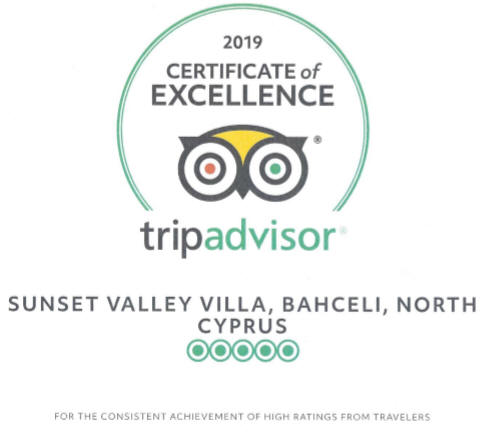 2019
CERTIFICATE of
EXCELLENCE
®
tripadvisor®
SUNSET VALLEY VILLA, BAHCELI, NORTH
CYPRUS
FOR THE CONSISTENT ACHIEVEMENT OF HIGH RATINGS FROM TRAVELERS